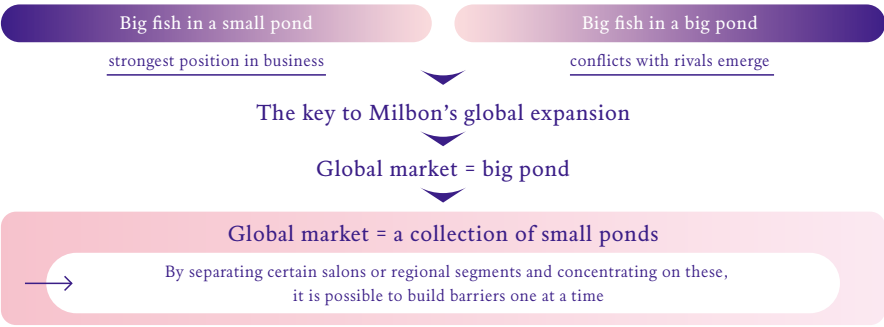 Big fish in a small pond
Big fish in a big pond
strongest position in business
conflicts with rivals emerge
The key to Milbon’s global expansion
Global market = big pond
Global market = a collection of small ponds
By separating certain salons or regional segments and concentrating on these,
it is possible to build barriers one at a time